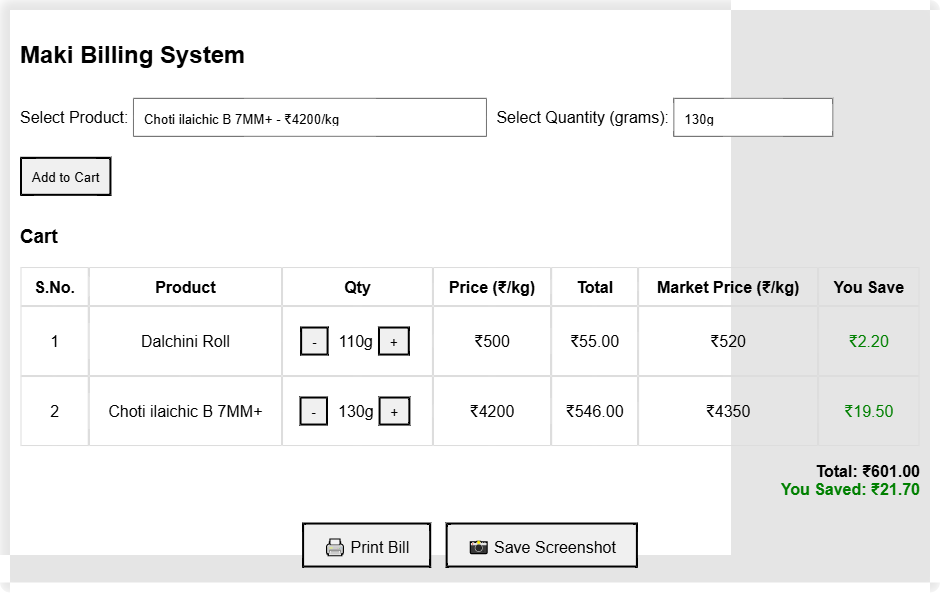 Maki Billing System
Select Product: Choti ilaichic B 7MM+ - ₹4200/kg Select Quantity (grams): 130g
Add to Cart
Cart
S.No. Product Qty Price (₹/kg) Total Market Price (₹/kg) You Save
1 Dalchini Roll - 110g + ₹500 ₹55.00 ₹520 ₹2.20
2 Choti ilaichic B 7MM+ - 130g + ₹4200 ₹546.00 ₹4350 ₹19.50
Total: ₹601.00
You Saved: ₹21.70
Print Bill Save Screenshot